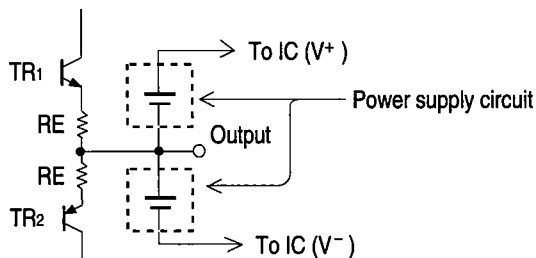 To IC (V+)
TR1
Power supply circuit
RE
Output
RE
TR2
To IC (V−)